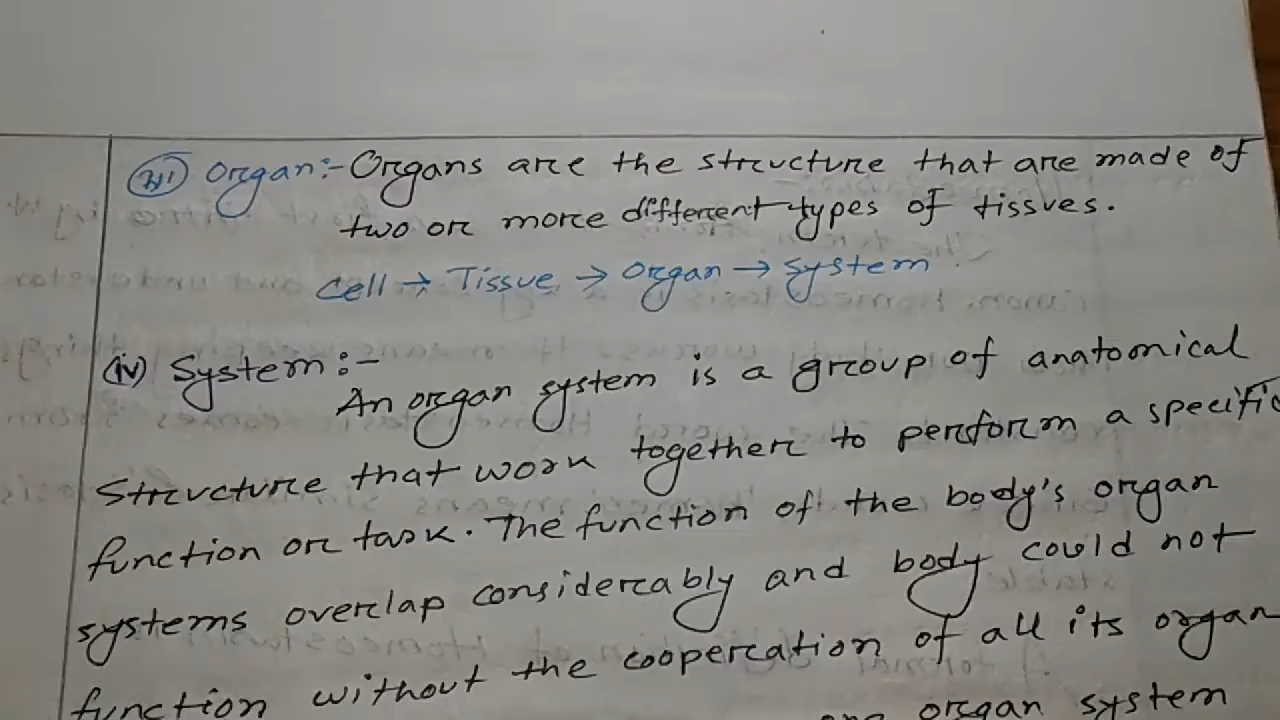 (iii) Organ:- Organs are the structure that are made of
two or more different types of tissues.
Cell → Tissue → Organ → System
(iv) System:-
An organ system is a group of anatomical
Structure that work together to perform a specific
function or task. The function of the body's organ
systems overlap considerably and body could not
function without the cooperation of all its organ
organ system